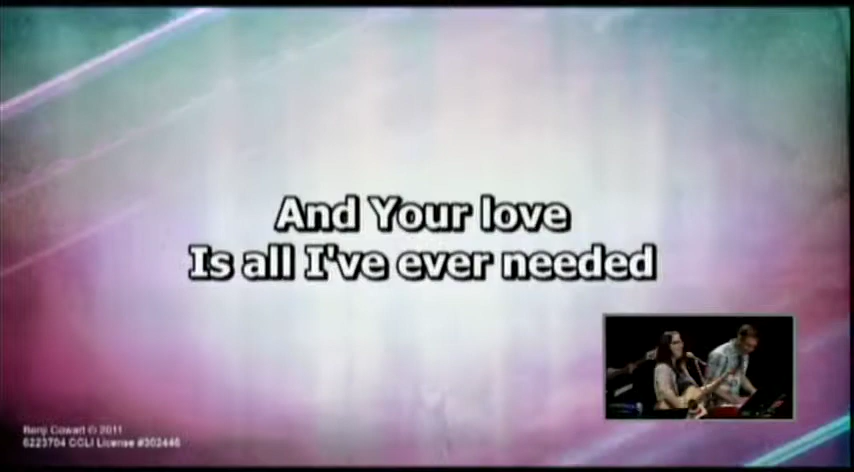 And Your love
Is all I've ever needed
Benji Cowart © 2011
6223704 CCLI License #302446